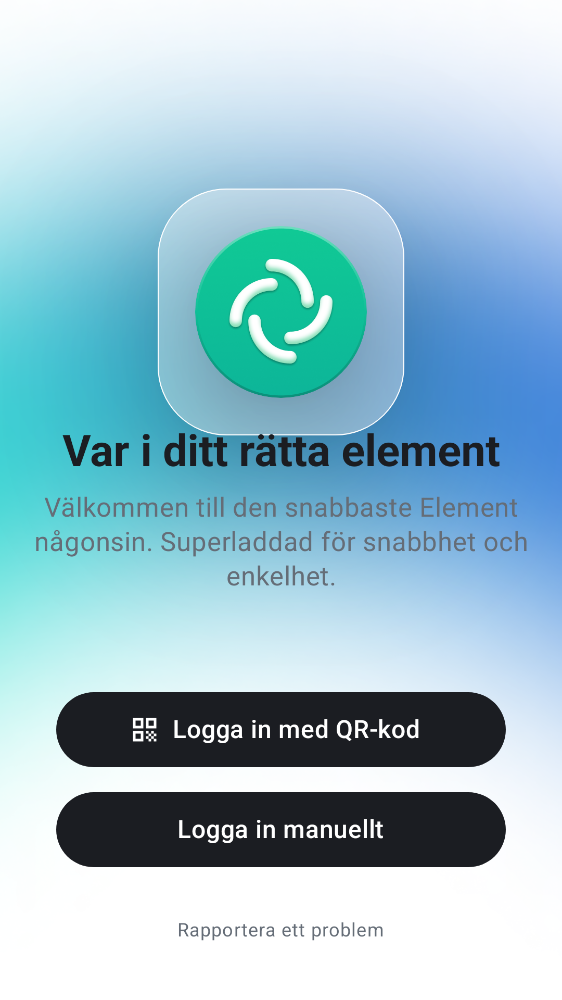 Var i ditt rätta element
Välkommen till den snabbaste Element
någonsin. Superladdad för snabbhet och
enkelhet.
Logga in med QR-kod
Logga in manuellt
Rapportera ett problem